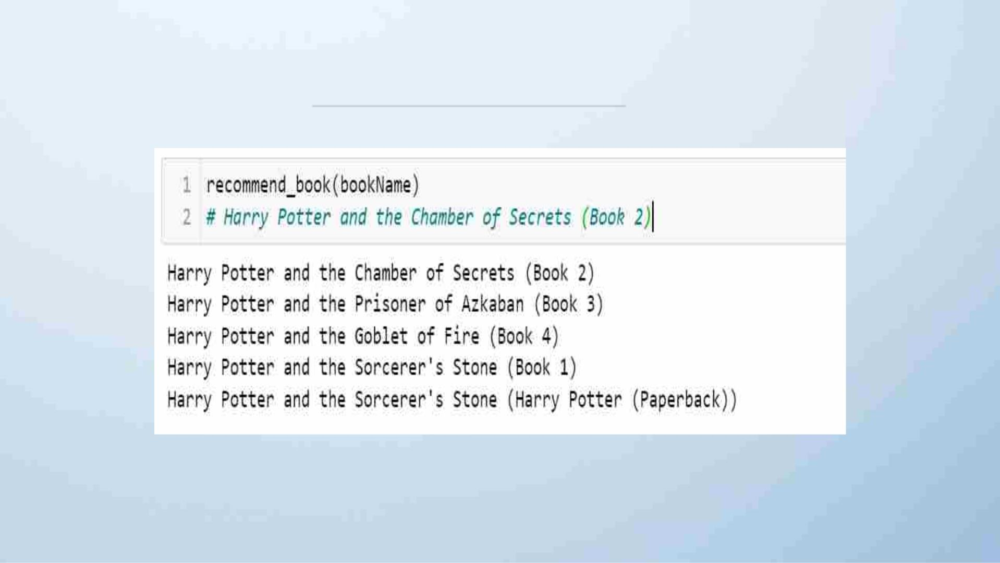 1 recommend_book(bookName)
2 # Harry Potter and the Chamber of Secrets (Book 2)
Harry Potter and the Chamber of Secrets (Book 2)
Harry Potter and the Prisoner of Azkaban (Book 3)
Harry Potter and the Goblet of Fire (Book 4)
Harry Potter and the Sorcerer's Stone (Book 1)
Harry Potter and the Sorcerer's Stone (Harry Potter (Paperback))